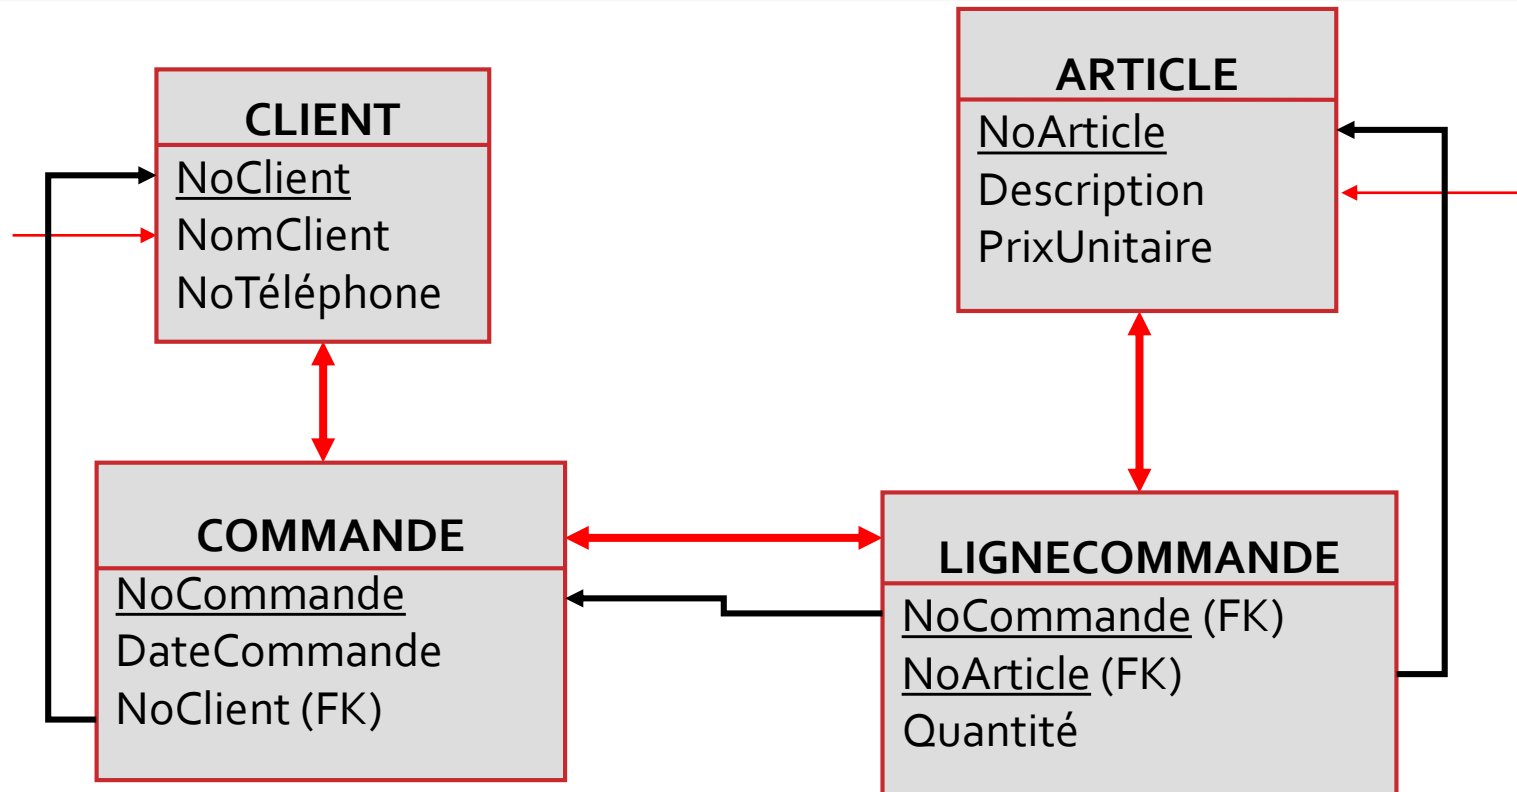 CLIENT
NoClient
NomClient
NoTéléphone
ARTICLE
NoArticle
Description
PrixUnitaire
COMMANDE
NoCommande
DateCommande
NoClient (FK)
LIGNECOMMANDE
NoCommande (FK)
NoArticle (FK)
Quantité